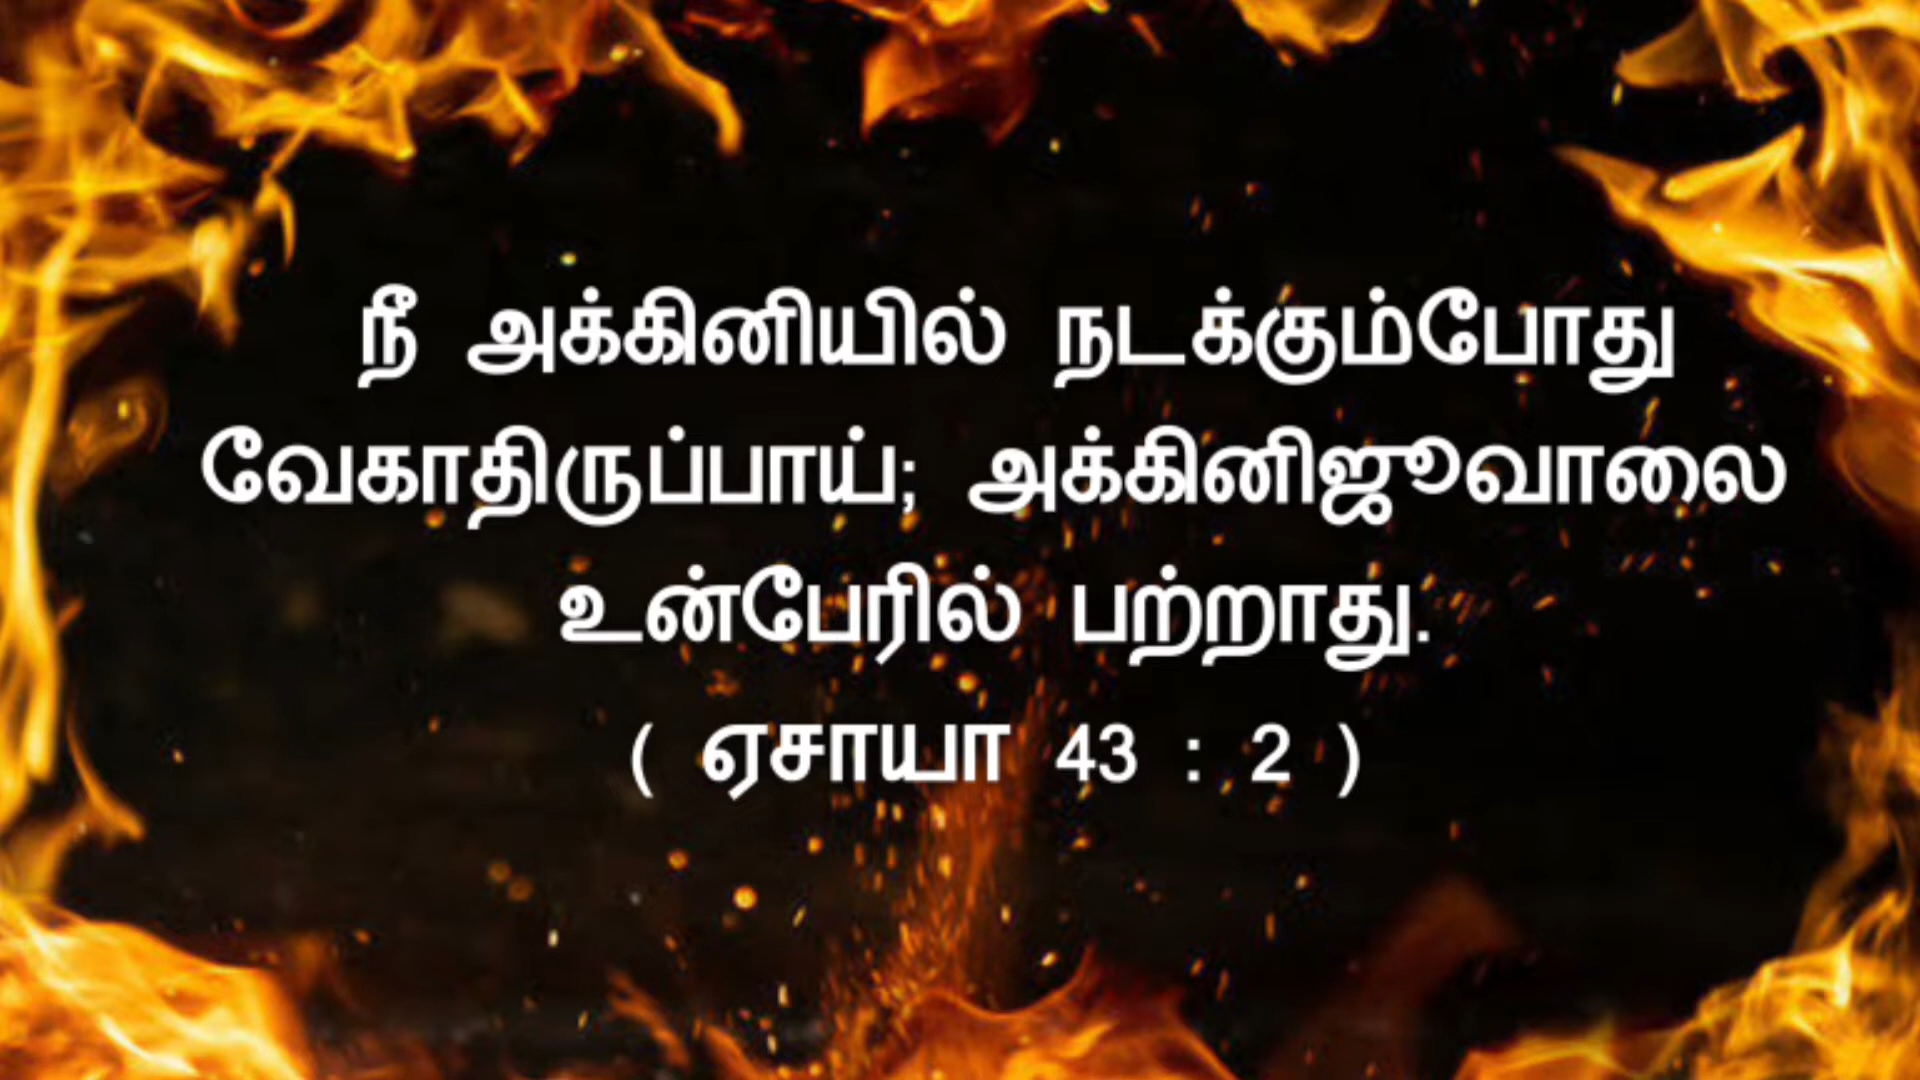 நீ அக்கினியில் நடக்கும்போது
வேகாதிருப்பாய்; அக்கினிஜூவாலை
உன்பேரில் பற்றாது.
( ஏசாயா 43 : 2 )